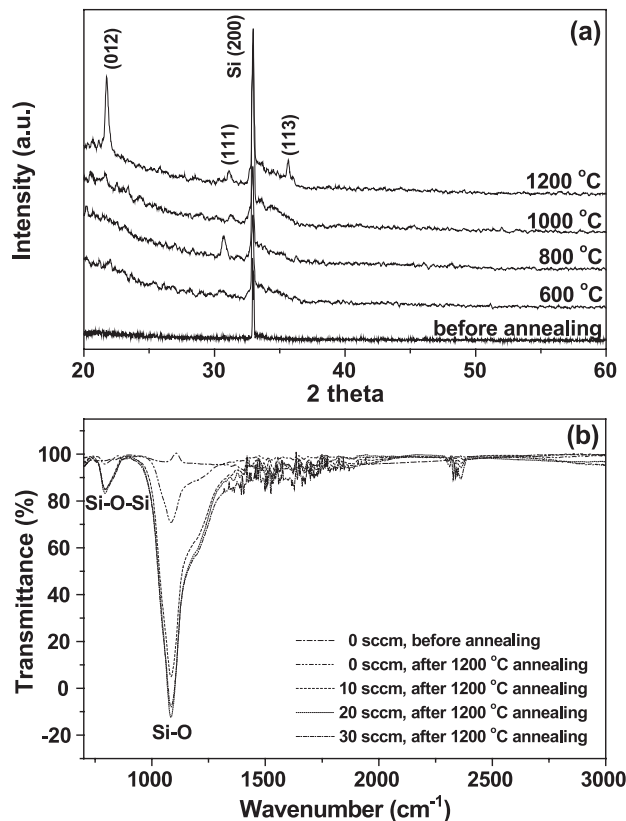 (a)
(012)
Si (200)
(111)
(113)
1200 °C
1000 °C
800 °C
600 °C
before annealing
Intensity (a.u.)
20 30 40 50 60
2 theta
(b)
100
80
60
40
20
0
-20
Transmittance (%)
Si-O-Si
Si-O
0 sccm, before annealing
0 sccm, after 1200 °C annealing
10 sccm, after 1200 °C annealing
20 sccm, after 1200 °C annealing
30 sccm, after 1200 °C annealing
1000 1500 2000 2500 3000
Wavenumber (cm⁻¹)